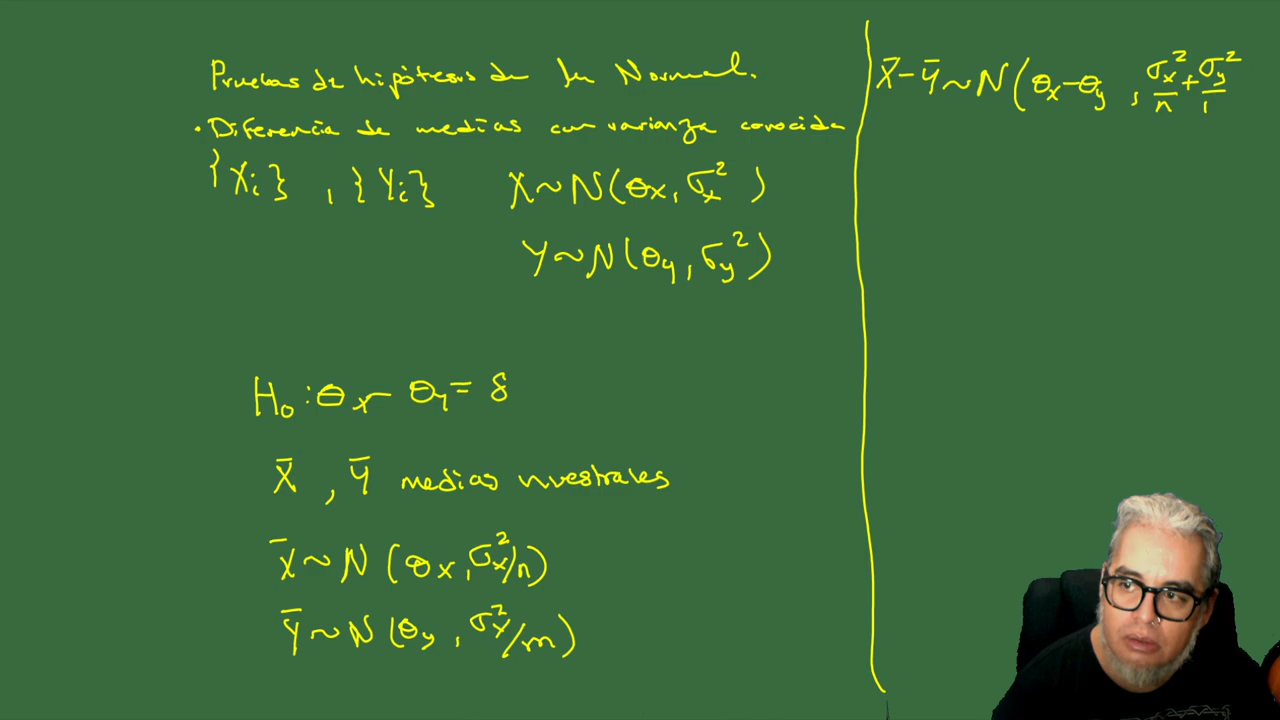 Pruebas de hipótesis de la Normal.
• Diferencia de medias con varianza conocida
{Xi} , {Yi} X ~ N(θx, σx²)
Y ~ N(θy, σy²)
H₀: θx - θy = δ
X̄ , Ȳ medias muestrales
X̄ ~ N (θx, σx²/n)
Ȳ ~ N (θy, σy²/m)
X̄ - Ȳ ~ N (θx - θy, σx²/n + σy²/